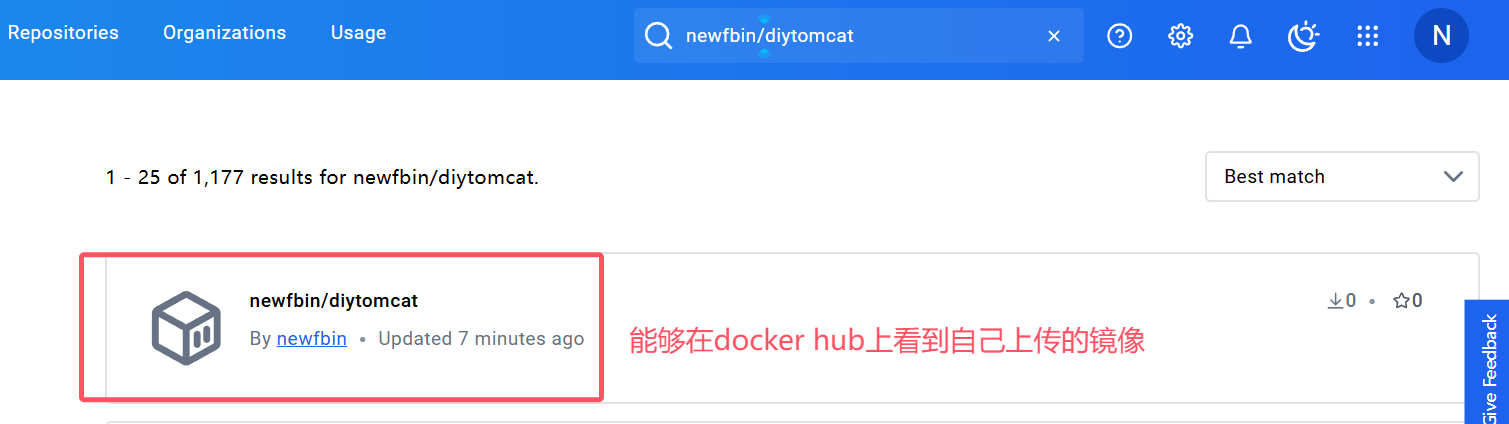 Repositories Organizations Usage newfbin/diytomcat × N
1 - 25 of 1,177 results for newfbin/diytomcat. Best match
newfbin/diytomcat 0 • 0
By newfbin • Updated 7 minutes ago
能够在docker hub上看到自己上传的镜像
Give Feedback